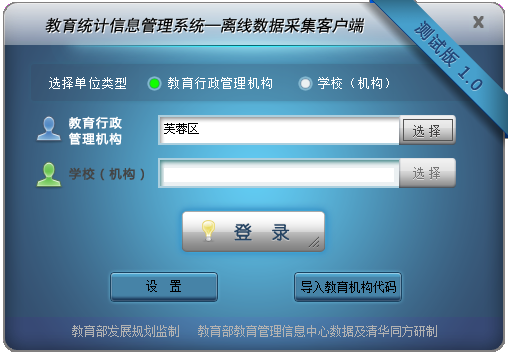 教育统计信息管理系统—离线数据采集客户端
测试版 1.0
选择单位类型 教育行政管理机构 学校（机构）
教育行政
管理机构
芙蓉区
选择
学校（机构）
选择
登 录
设 置
导入教育机构代码
教育部发展规划监制 教育部教育管理信息中心数据及清华同方研制